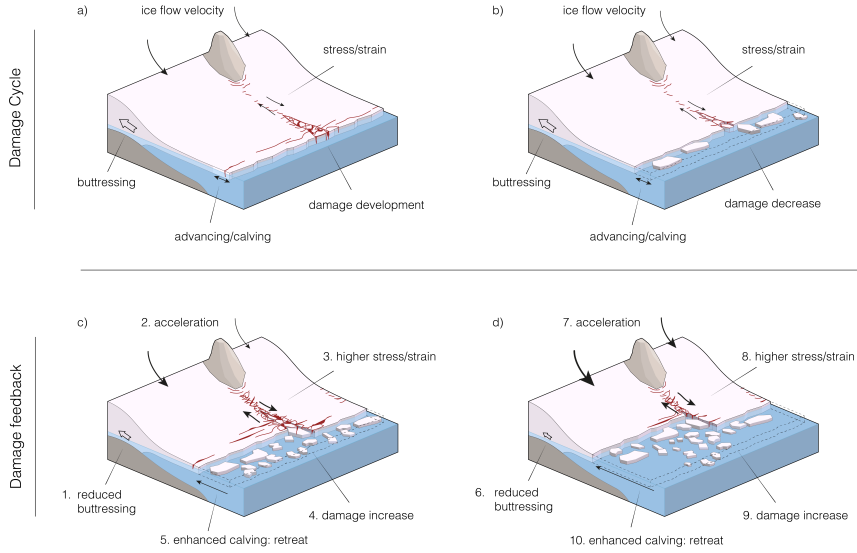 Damage Cycle
a)
ice flow velocity
stress/strain
buttressing
damage development
advancing/calving
b)
ice flow velocity
stress/strain
buttressing
damage decrease
advancing/calving
Damage feedback
c)
2. acceleration
3. higher stress/strain
1. reduced
buttressing
4. damage increase
5. enhanced calving: retreat
d)
7. acceleration
8. higher stress/strain
6. reduced
buttressing
9. damage increase
10. enhanced calving: retreat